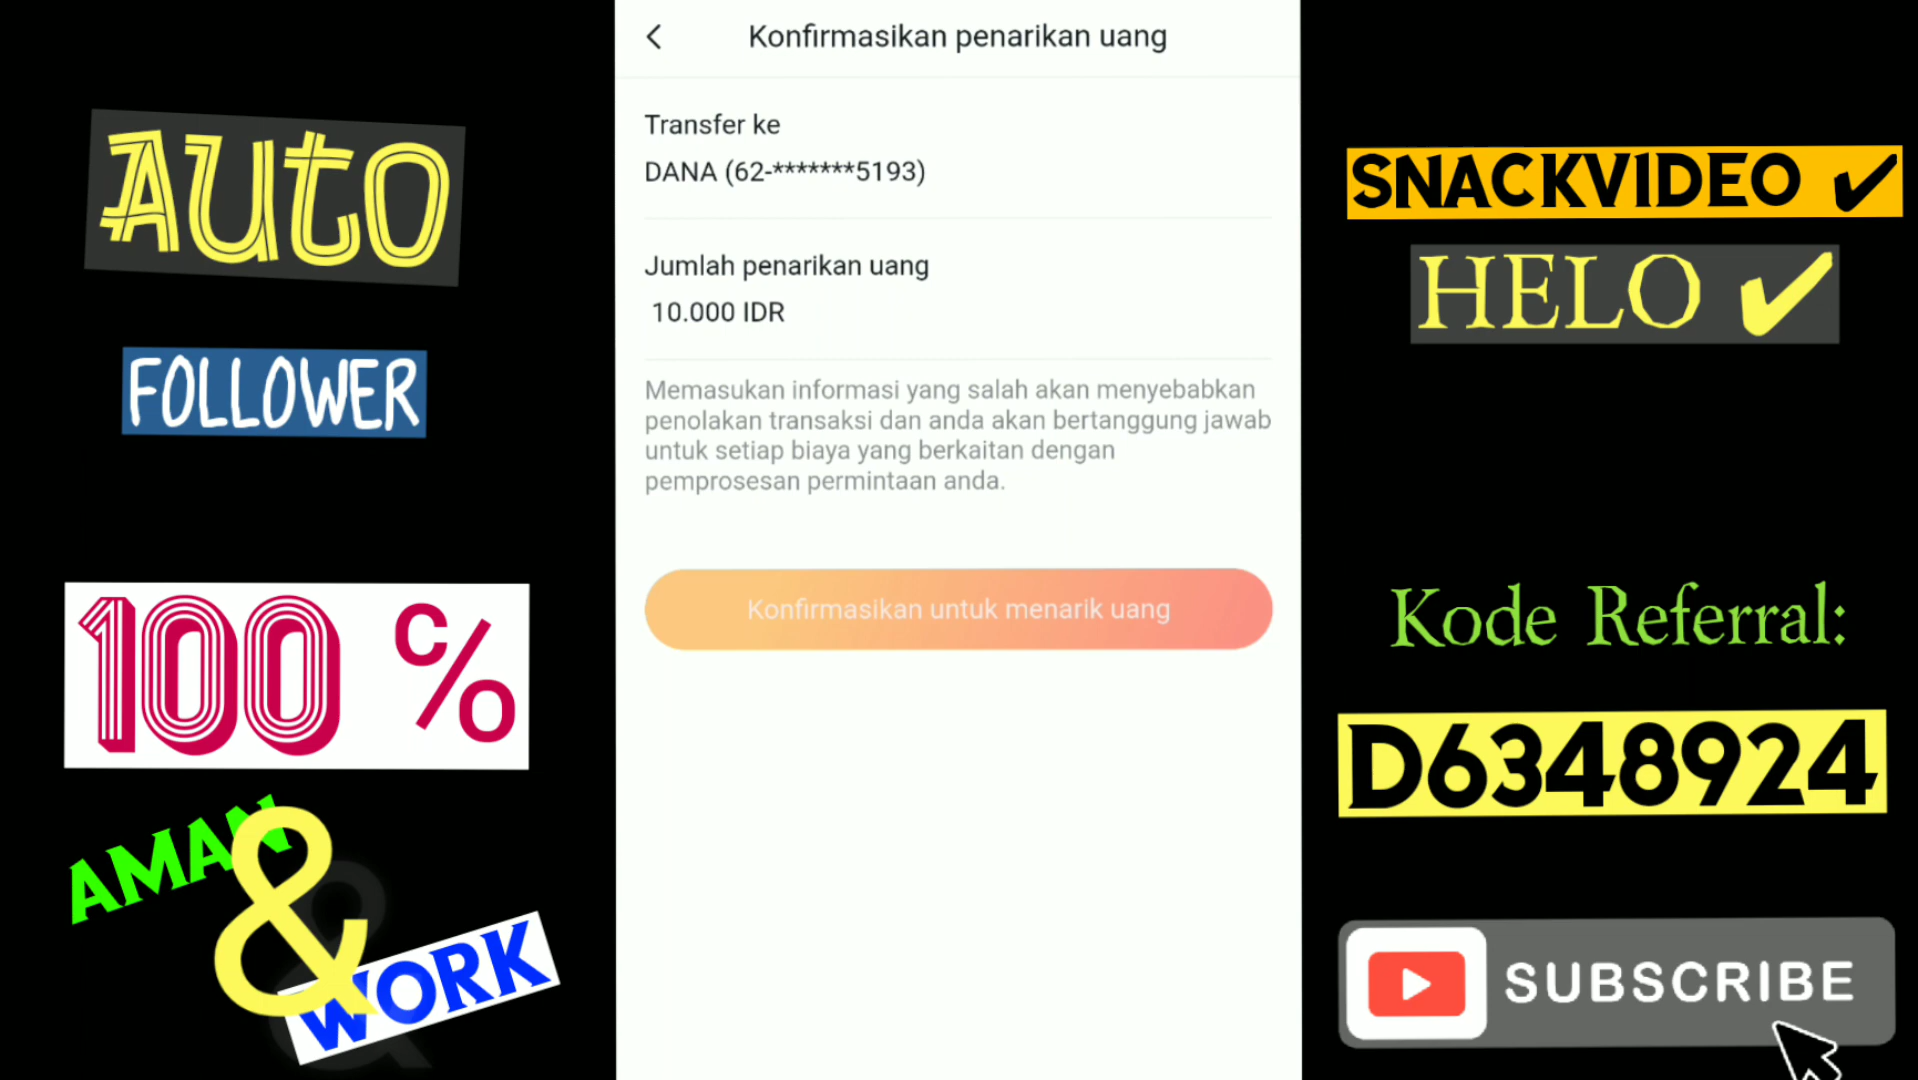 AUTO
FOLLOWER
100 %
AMAN
&
WORK
Konfirmasikan penarikan uang
Transfer ke
DANA (62-*******5193)
Jumlah penarikan uang
10.000 IDR
Memasukan informasi yang salah akan menyebabkan
penolakan transaksi dan anda akan bertanggung jawab
untuk setiap biaya yang berkaitan dengan
pemprosesan permintaan anda.
Konfirmasikan untuk menarik uang
SNACKVIDEO ✔
HELO ✔
Kode Referral:
D6348924
SUBSCRIBE